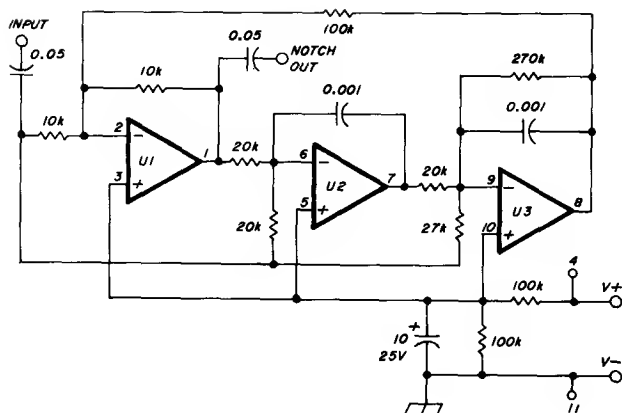 INPUT
0.05
100k
10k
0.05
NOTCH
OUT
270k
0.001
0.001
10k
2
−
U1
1
3
+
20k
6
−
U2
7
5
+
20k
9
−
U3
8
10
+
20k
27k
100k
4
V+
+
10
25V
100k
V−
11